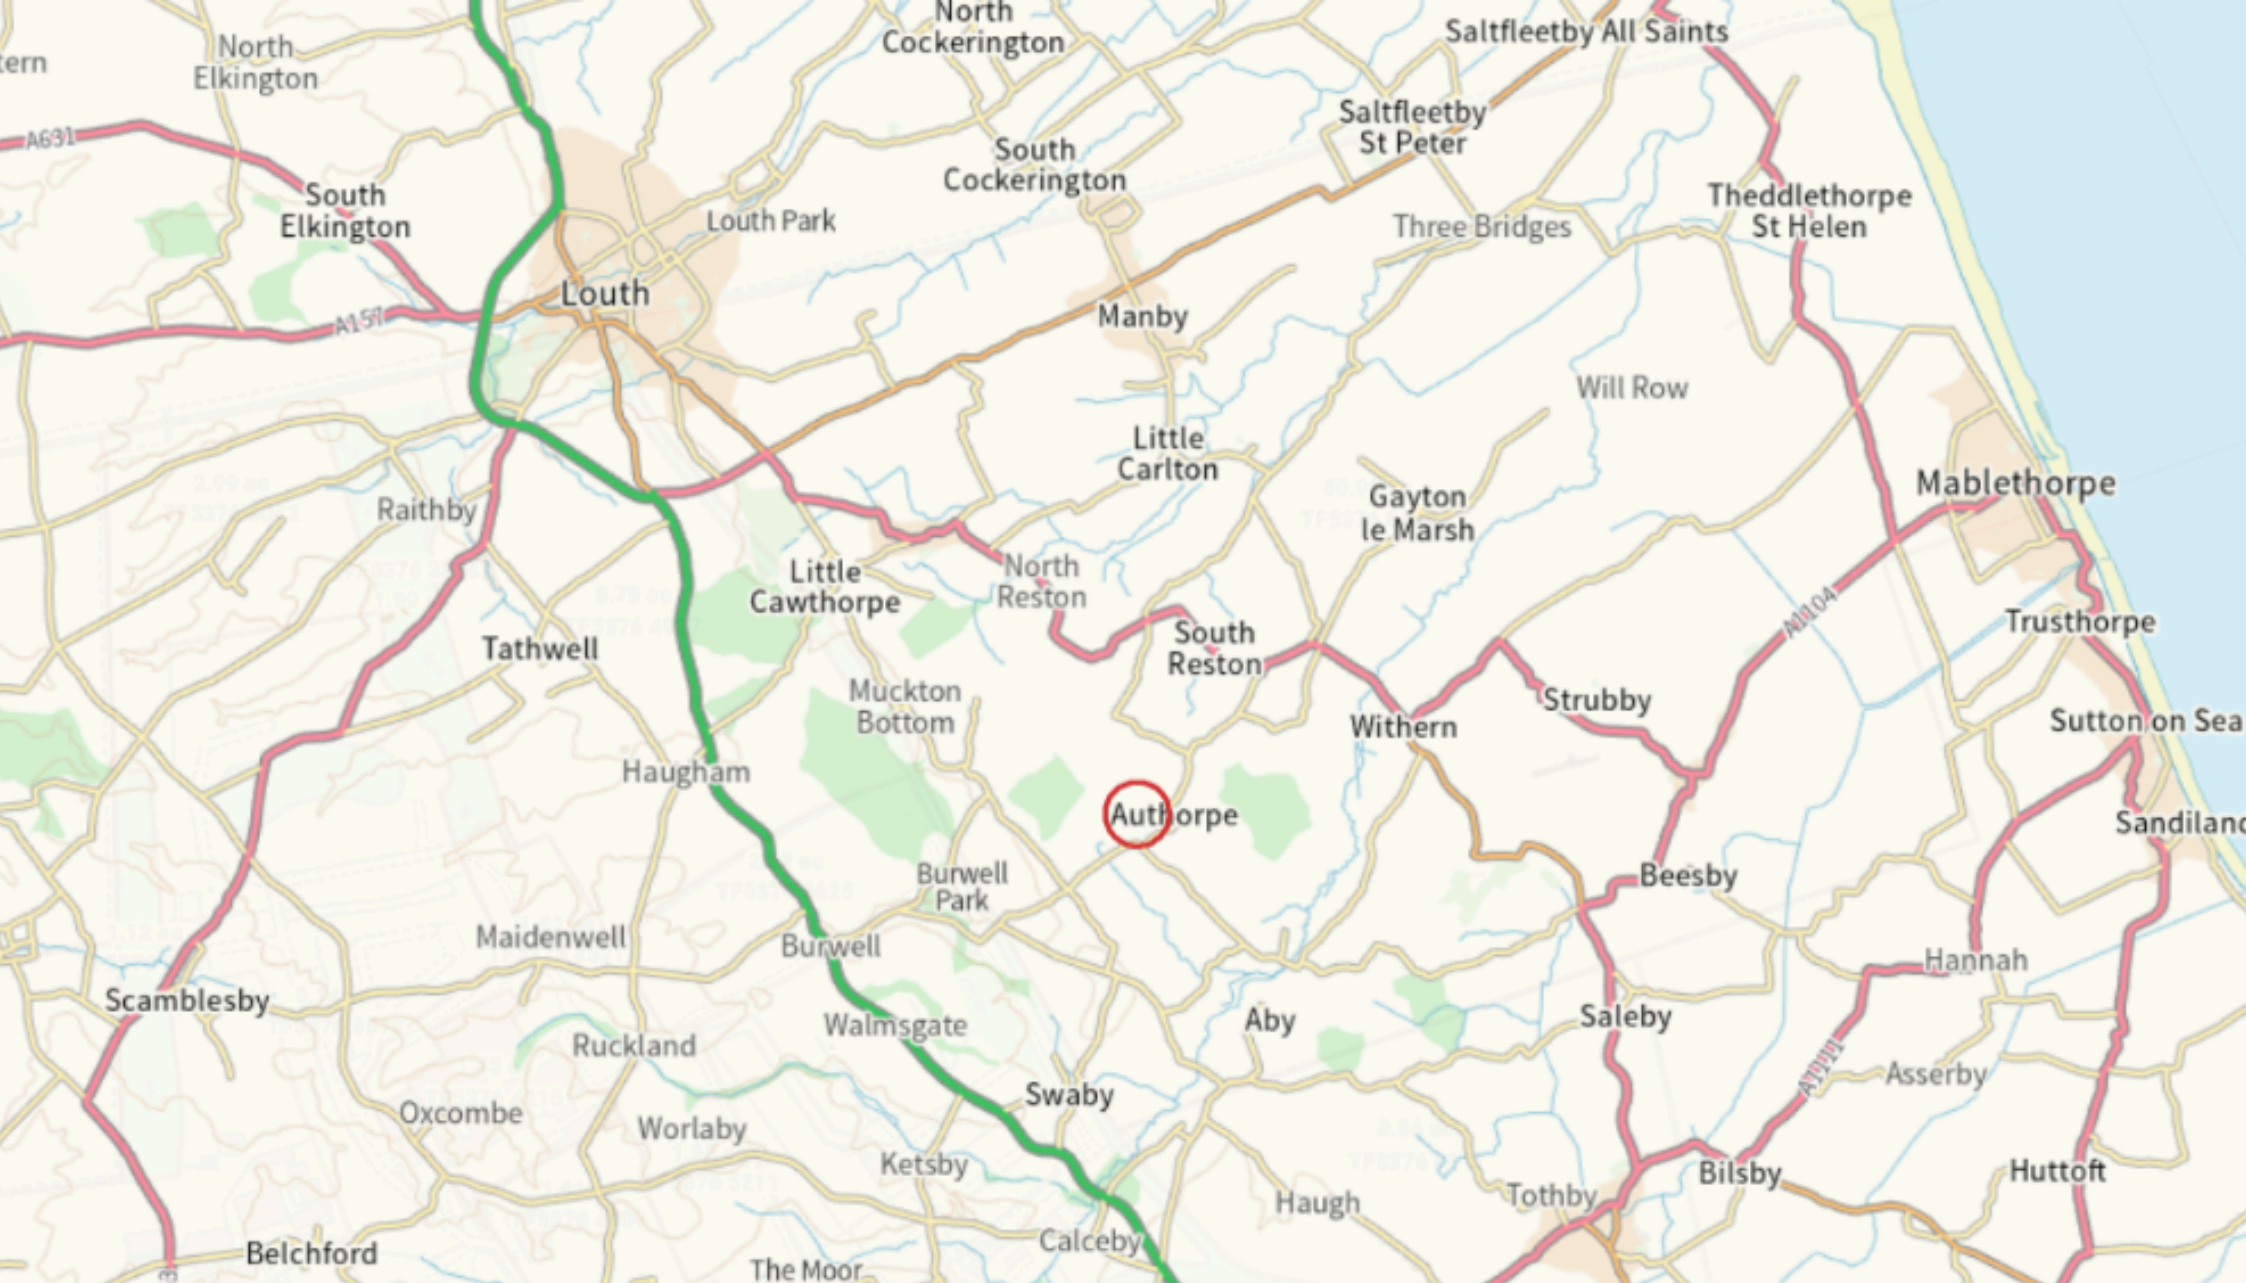 North
Cockerington
Saltfleetby All Saints
North
Elkington
tern
A631
Saltfleetby
St Peter
South
Cockerington
South
Elkington
Louth Park
Theddlethorpe
St Helen
Three Bridges
Louth
A157
Manby
Will Row
Little
Carlton
Mablethorpe
Raithby
Gayton
le Marsh
North
Reston
Little
Cawthorpe
A1104
Trusthorpe
Tathwell
South
Reston
Muckton
Bottom
Strubby
Withern
Sutton on Sea
Haugham
Authorpe
Sandiland
Burwell
Park
Beesby
Maidenwell
Burwell
Hannah
Scamblesby
Walmsgate
Aby
Saleby
Ruckland
A1111
Asserby
Swaby
Oxcombe
Worlaby
Ketsby
Haugh
Tothby
Bilsby
Huttoft
Calceby
Belchford
The Moor